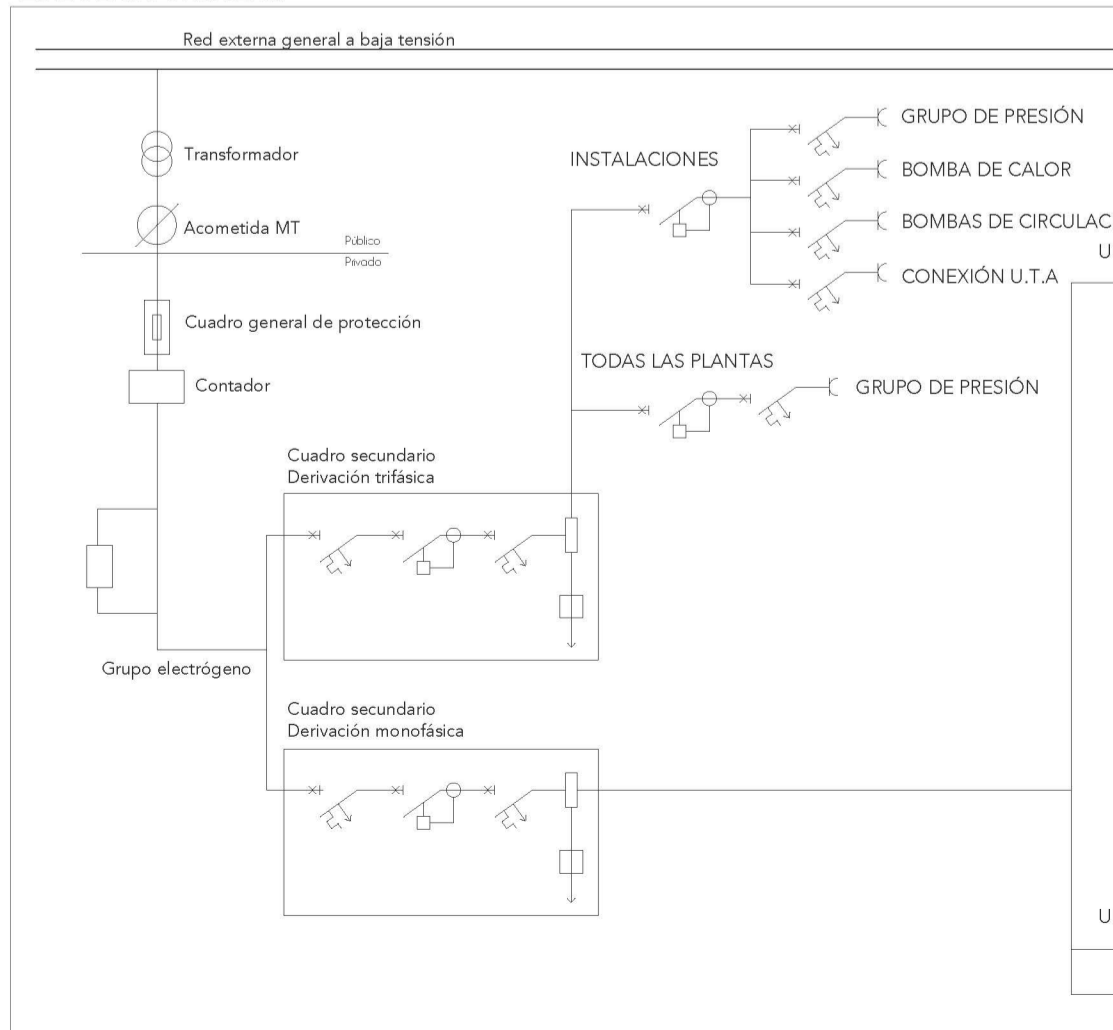 Red externa general a baja tensión
Transformador
Acometida MT
Público
Privado
Cuadro general de protección
Contador
INSTALACIONES
GRUPO DE PRESIÓN
BOMBA DE CALOR
BOMBAS DE CIRCULAC
U
CONEXIÓN U.T.A
TODAS LAS PLANTAS
GRUPO DE PRESIÓN
Cuadro secundario
Derivación trifásica
Grupo electrógeno
Cuadro secundario
Derivación monofásica
U